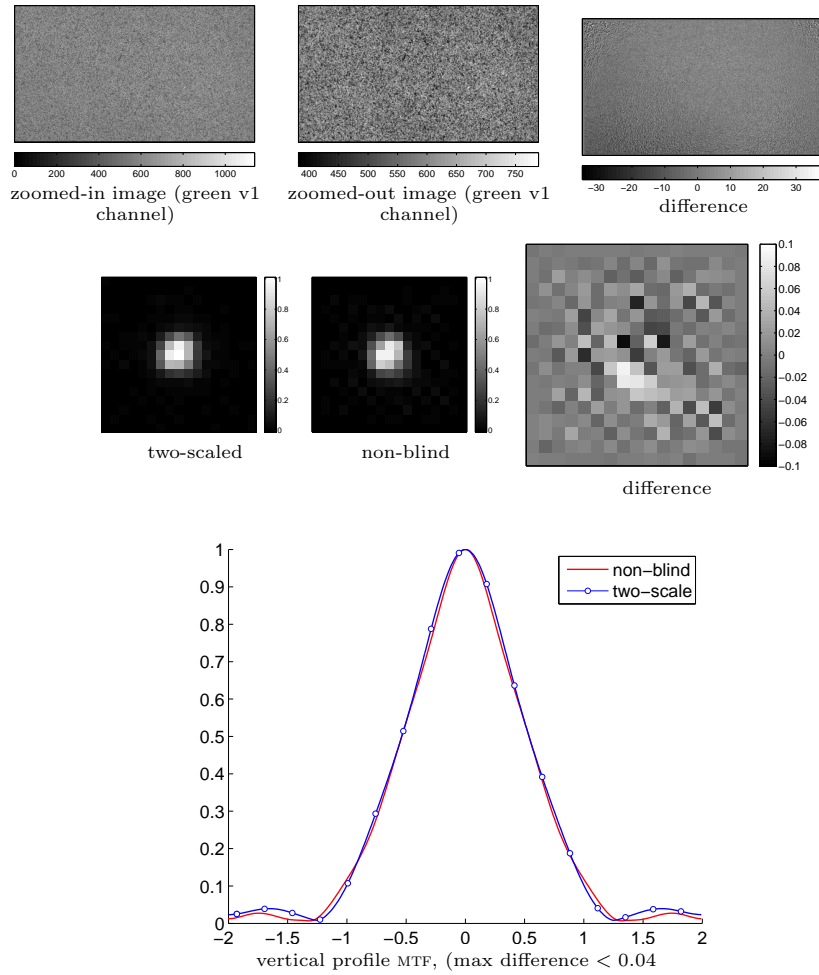 0 200 400 600 800 1000
400 450 500 550 600 650 700 750
−30 −20 −10 0 10 20 30
zoomed-in image (green v1
channel)
zoomed-out image (green v1
channel)
difference
1
0.8
0.6
0.4
0.2
0
1
0.8
0.6
0.4
0.2
0
0.1
0.08
0.06
0.04
0.02
0
−0.02
−0.04
−0.06
−0.08
−0.1
two-scaled
non-blind
difference
1
0.9
0.8
0.7
0.6
0.5
0.4
0.3
0.2
0.1
0
non−blind
two−scale
−2 −1.5 −1 −0.5 0 0.5 1 1.5 2
vertical profile MTF, (max difference < 0.04